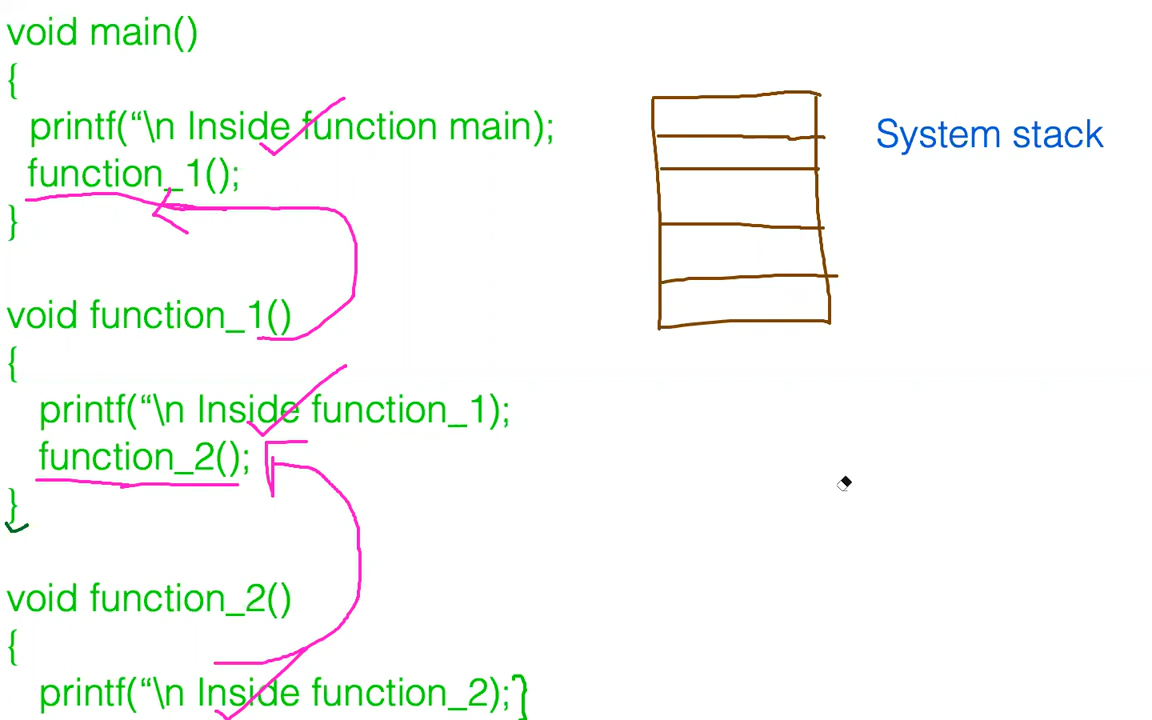 void main()
{
printf(“\n Inside function main);
function_1();
}
System stack
void function_1()
{
printf(“\n Inside function_1);
function_2();
}
void function_2()
{
printf(“\n Inside function_2);}